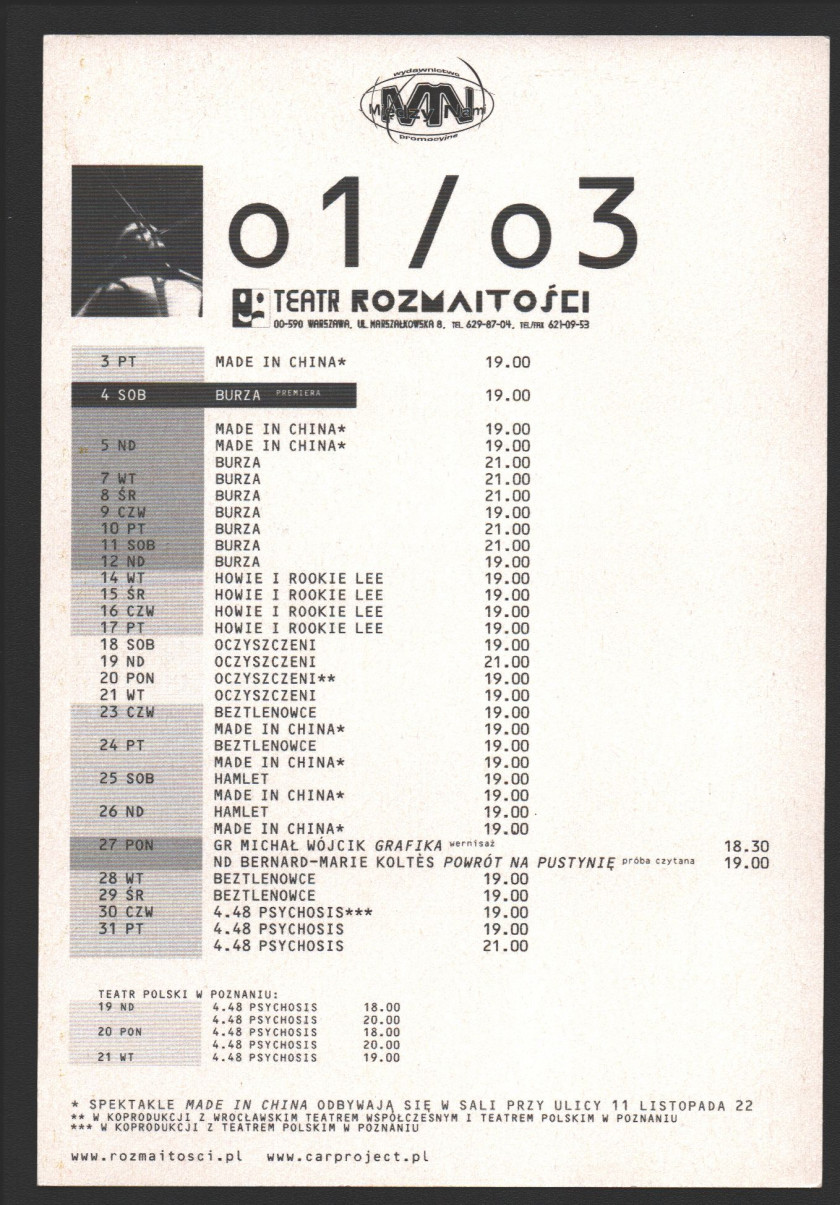 wydawnictwo
Między Nami
promocyjne
01/03
TEATR ROZMAITOŚCI
00-590 WARSZAWA, UL. MARSZAŁKOWSKA 8, TEL. 629-87-04, TEL/FAX 621-09-53
3 PT MADE IN CHINA* 19.00
4 SOB BURZA PREMIERA 19.00
MADE IN CHINA* 19.00
5 ND MADE IN CHINA* 19.00
BURZA 21.00
7 WT BURZA 21.00
8 ŚR BURZA 21.00
9 CZW BURZA 19.00
10 PT BURZA 21.00
11 SOB BURZA 21.00
12 ND BURZA 19.00
14 WT HOWIE I ROOKIE LEE 19.00
15 ŚR HOWIE I ROOKIE LEE 19.00
16 CZW HOWIE I ROOKIE LEE 19.00
17 PT HOWIE I ROOKIE LEE 19.00
18 SOB OCZYSZCZENI 19.00
19 ND OCZYSZCZENI 21.00
20 PON OCZYSZCZENI** 19.00
21 WT OCZYSZCZENI 19.00
23 CZW BEZTLENOWCE 19.00
MADE IN CHINA* 19.00
24 PT BEZTLENOWCE 19.00
MADE IN CHINA* 19.00
25 SOB HAMLET 19.00
MADE IN CHINA* 19.00
26 ND HAMLET 19.00
MADE IN CHINA* 19.00
27 PON GR MICHAŁ WÓJCIK GRAFIKA wernisaż 18.30
ND BERNARD-MARIE KOLTÈS POWRÓT NA PUSTYNIĘ próba czytana 19.00
28 WT BEZTLENOWCE 19.00
29 ŚR BEZTLENOWCE 19.00
30 CZW 4.48 PSYCHOSIS*** 19.00
31 PT 4.48 PSYCHOSIS 19.00
4.48 PSYCHOSIS 21.00
TEATR POLSKI W POZNANIU:
19 ND 4.48 PSYCHOSIS 18.00
4.48 PSYCHOSIS 20.00
20 PON 4.48 PSYCHOSIS 18.00
4.48 PSYCHOSIS 20.00
21 WT 4.48 PSYCHOSIS 19.00
* SPEKTAKLE MADE IN CHINA ODBYWAJĄ SIĘ W SALI PRZY ULICY 11 LISTOPADA 22
** W KOPRODUKCJI Z WROCŁAWSKIM TEATREM WSPÓŁCZESNYM I TEATREM POLSKIM W POZNANIU
*** W KOPRODUKCJI Z TEATREM POLSKIM W POZNANIU
www.rozmaitosci.pl www.carproject.pl